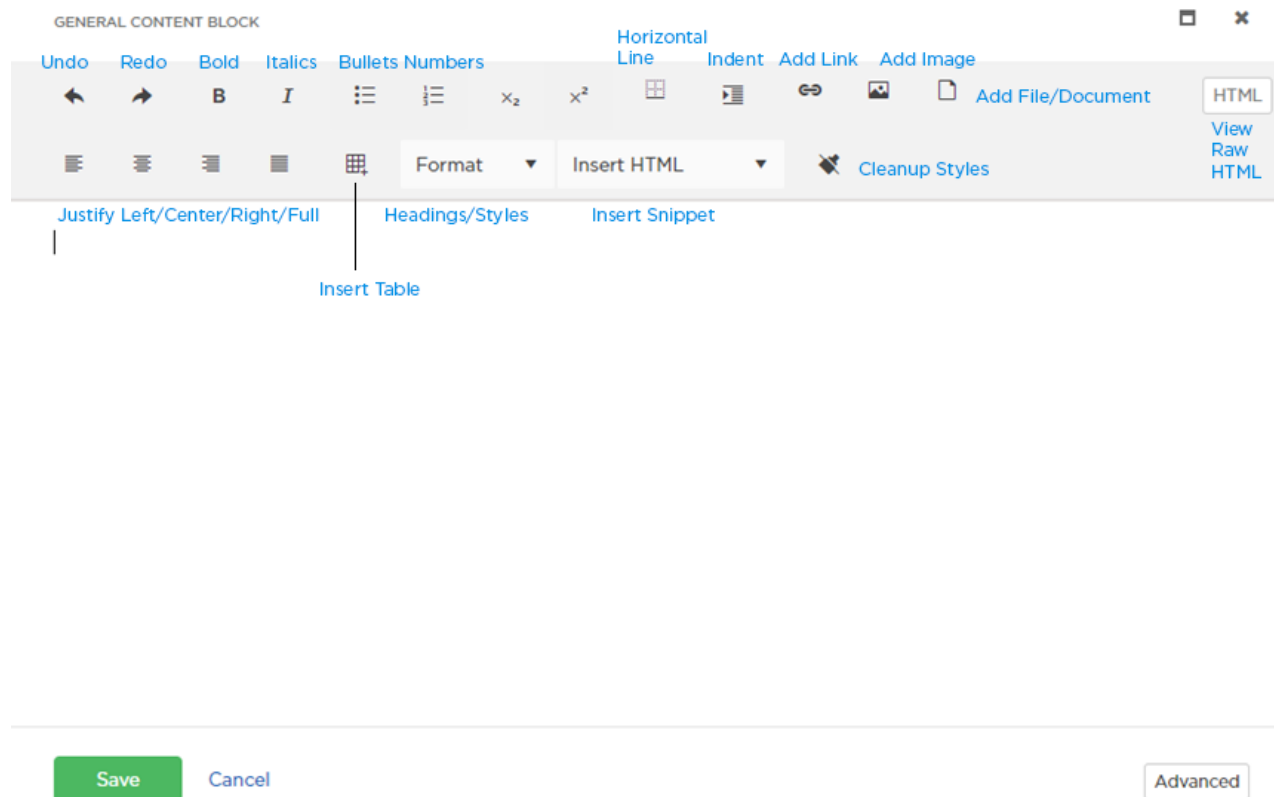 GENERAL CONTENT BLOCK
Horizontal
Undo Redo Bold Italics Bullets Numbers Line Indent Add Link Add Image
B I x₂ x² Add File/Document HTML
View
Raw
HTML
Format Insert HTML Cleanup Styles
Justify Left/Center/Right/Full Headings/Styles Insert Snippet
Insert Table
Save Cancel Advanced